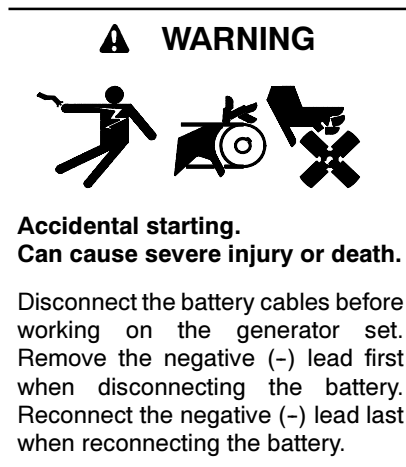 WARNING
Accidental starting.
Can cause severe injury or death.
Disconnect the battery cables before
working on the generator set.
Remove the negative (–) lead first
when disconnecting the battery.
Reconnect the negative (–) lead last
when reconnecting the battery.